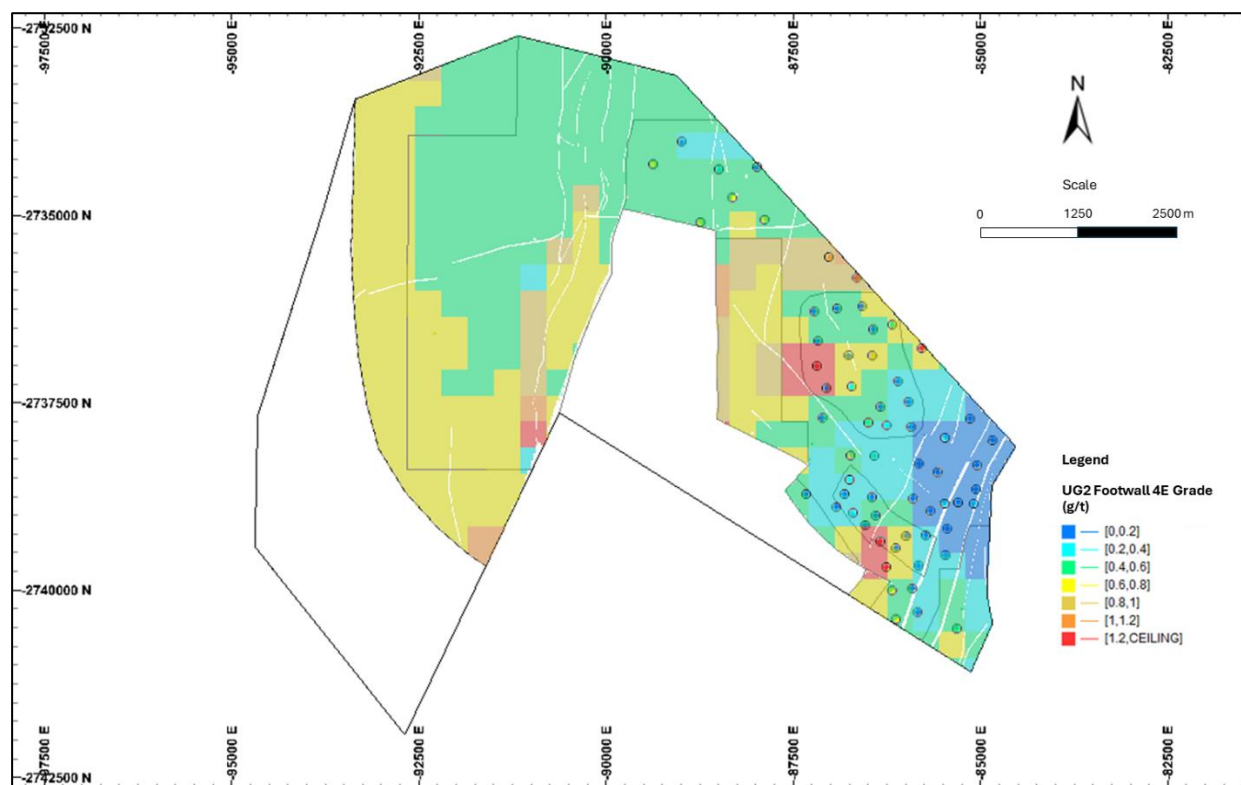 -97500 E
-95000 E
-92500 E
-90000 E
-87500 E
-85000 E
-82500 E
-2732500 N
-2735000 N
-2737500 N
-2740000 N
-2742500 N
N
Scale
0 1250 2500 m
Legend
UG2 Footwall 4E Grade
(g/t)
[0,0.2]
[0.2,0.4]
[0.4,0.6]
[0.6,0.8]
[0.8,1]
[1,1.2]
[1.2,CEILING]
-97500 E
-95000 E
-92500 E
-90000 E
-87500 E
-85000 E
-82500 E